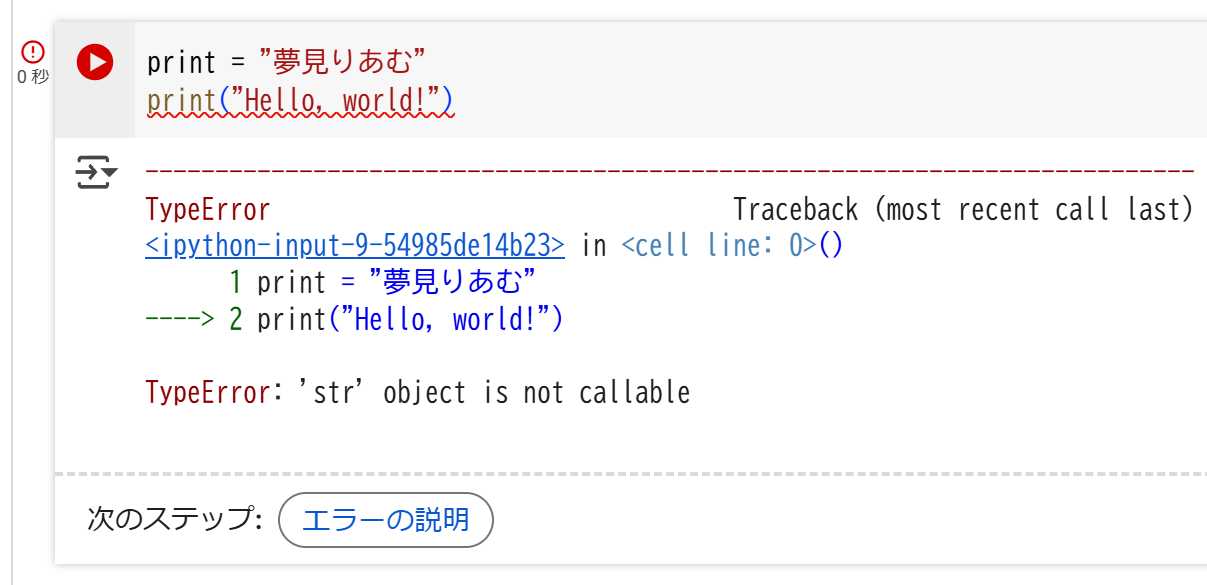 0 秒
print = "夢見りあむ"
print("Hello, world!")
---------------------------------------------------------------------------
TypeError Traceback (most recent call last)
<ipython-input-9-54985de14b23> in <cell line: 0>()
1 print = "夢見りあむ"
----> 2 print("Hello, world!")
TypeError: 'str' object is not callable
次のステップ: エラーの説明